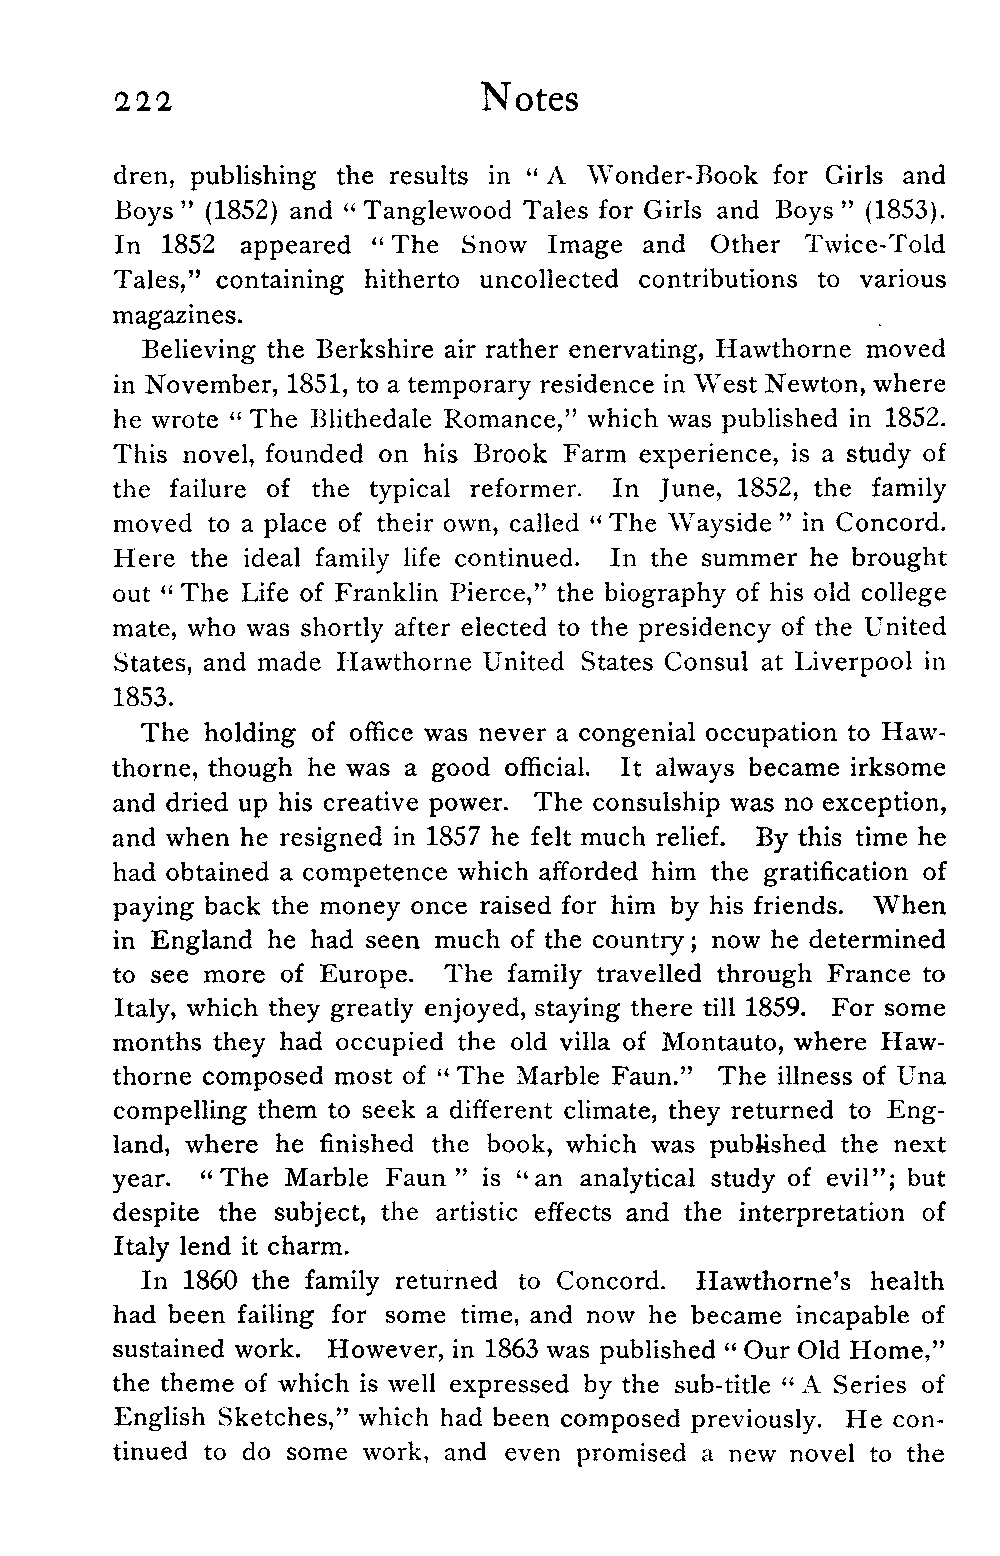 222 Notes
dren, publishing the results in “ A Wonder-Book for Girls and
Boys ” (1852) and “ Tanglewood Tales for Girls and Boys ” (1853).
In 1852 appeared “ The Snow Image and Other Twice-Told
Tales,” containing hitherto uncollected contributions to various
magazines.
Believing the Berkshire air rather enervating, Hawthorne moved
in November, 1851, to a temporary residence in West Newton, where
he wrote “ The Blithedale Romance,” which was published in 1852.
This novel, founded on his Brook Farm experience, is a study of
the failure of the typical reformer. In June, 1852, the family
moved to a place of their own, called “ The Wayside ” in Concord.
Here the ideal family life continued. In the summer he brought
out “ The Life of Franklin Pierce,” the biography of his old college
mate, who was shortly after elected to the presidency of the United
States, and made Hawthorne United States Consul at Liverpool in
1853.
The holding of office was never a congenial occupation to Haw-
thorne, though he was a good official. It always became irksome
and dried up his creative power. The consulship was no exception,
and when he resigned in 1857 he felt much relief. By this time he
had obtained a competence which afforded him the gratification of
paying back the money once raised for him by his friends. When
in England he had seen much of the country; now he determined
to see more of Europe. The family travelled through France to
Italy, which they greatly enjoyed, staying there till 1859. For some
months they had occupied the old villa of Montauto, where Haw-
thorne composed most of “ The Marble Faun.” The illness of Una
compelling them to seek a different climate, they returned to Eng-
land, where he finished the book, which was published the next
year. “ The Marble Faun ” is “ an analytical study of evil”; but
despite the subject, the artistic effects and the interpretation of
Italy lend it charm.
In 1860 the family returned to Concord. Hawthorne’s health
had been failing for some time, and now he became incapable of
sustained work. However, in 1863 was published “ Our Old Home,”
the theme of which is well expressed by the sub-title “ A Series of
English Sketches,” which had been composed previously. He con-
tinued to do some work, and even promised a new novel to the